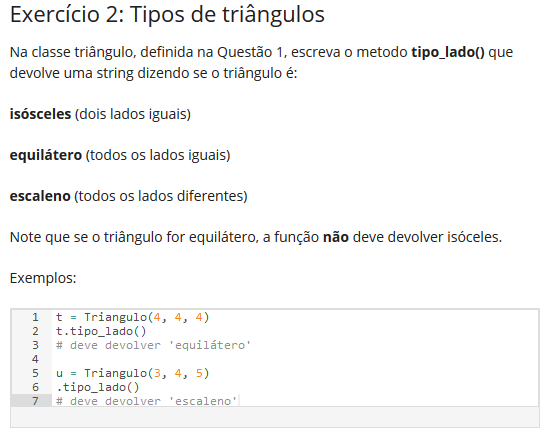 Exercício 2: Tipos de triângulos
Na classe triângulo, definida na Questão 1, escreva o metodo tipo_lado() que
devolve uma string dizendo se o triângulo é:
isósceles (dois lados iguais)
equilátero (todos os lados iguais)
escaleno (todos os lados diferentes)
Note que se o triângulo for equilátero, a função não deve devolver isóceles.
Exemplos:
1 t = Triangulo(4, 4, 4)
2 t.tipo_lado()
3 # deve devolver 'equilátero'
4
5 u = Triangulo(3, 4, 5)
6 .tipo_lado()
7 # deve devolver 'escaleno'